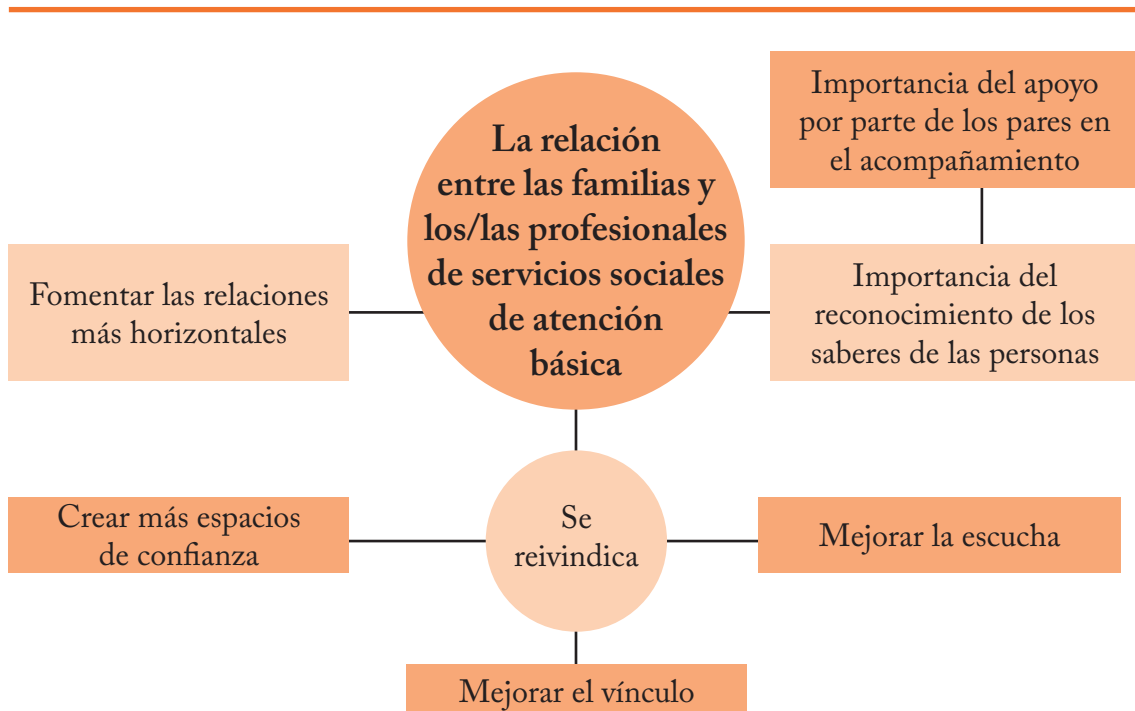 La relación
entre las familias y
los/las profesionales
de servicios sociales
de atención
básica
Importancia del apoyo
por parte de los pares en
el acompañamiento
Fomentar las relaciones
más horizontales
Importancia del
reconocimiento de los
saberes de las personas
Se
reivindica
Crear más espacios
de confianza
Mejorar la escucha
Mejorar el vínculo